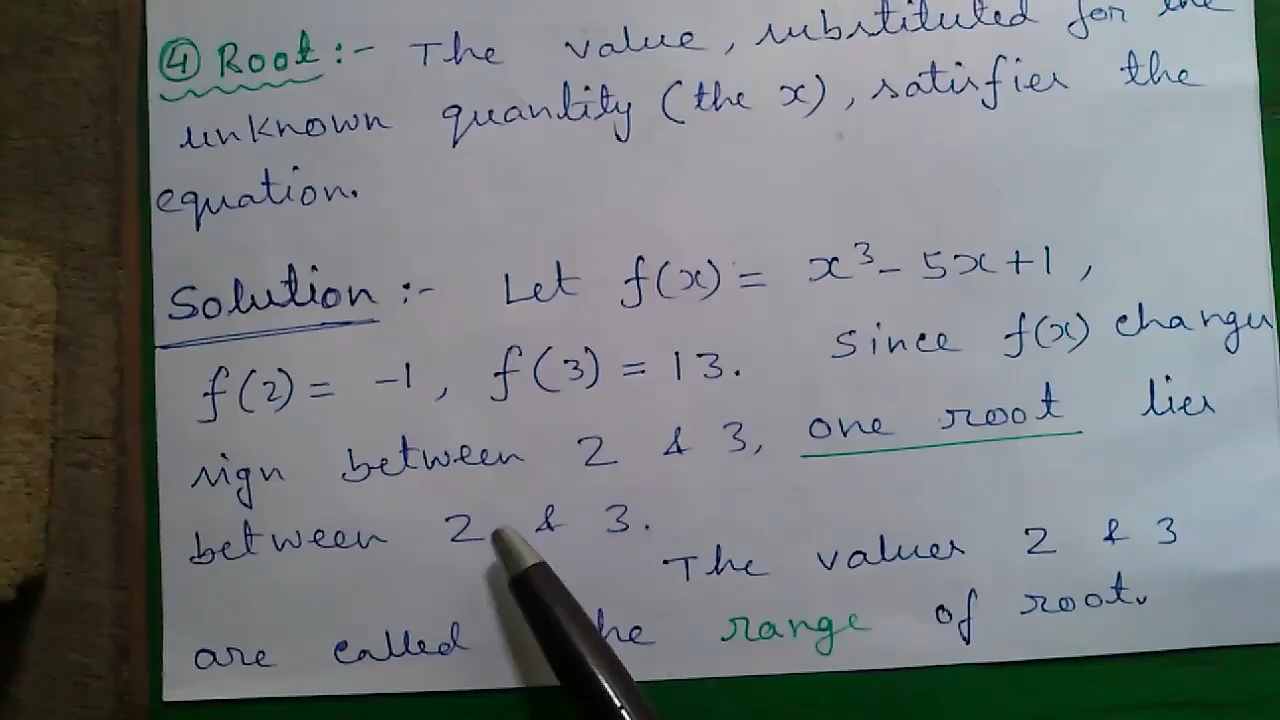 ④ Root :- The value, substituted for the
unknown quantity (the x), satisfies the
equation.
Solution :- Let f(x) = x³ - 5x + 1,
f(2) = -1, f(3) = 13. Since f(x) changes
sign between 2 & 3, one root lies
between 2 & 3. The values 2 & 3
are called he range of root.